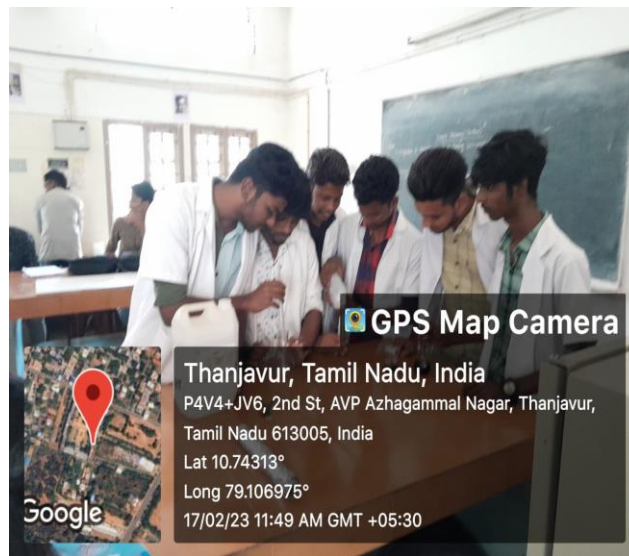 GPS Map Camera
Thanjavur, Tamil Nadu, India
P4V4+JV6, 2nd St, AVP Azhagammal Nagar, Thanjavur,
Tamil Nadu 613005, India
Lat 10.74313°
Long 79.106975°
17/02/23 11:49 AM GMT +05:30
Google